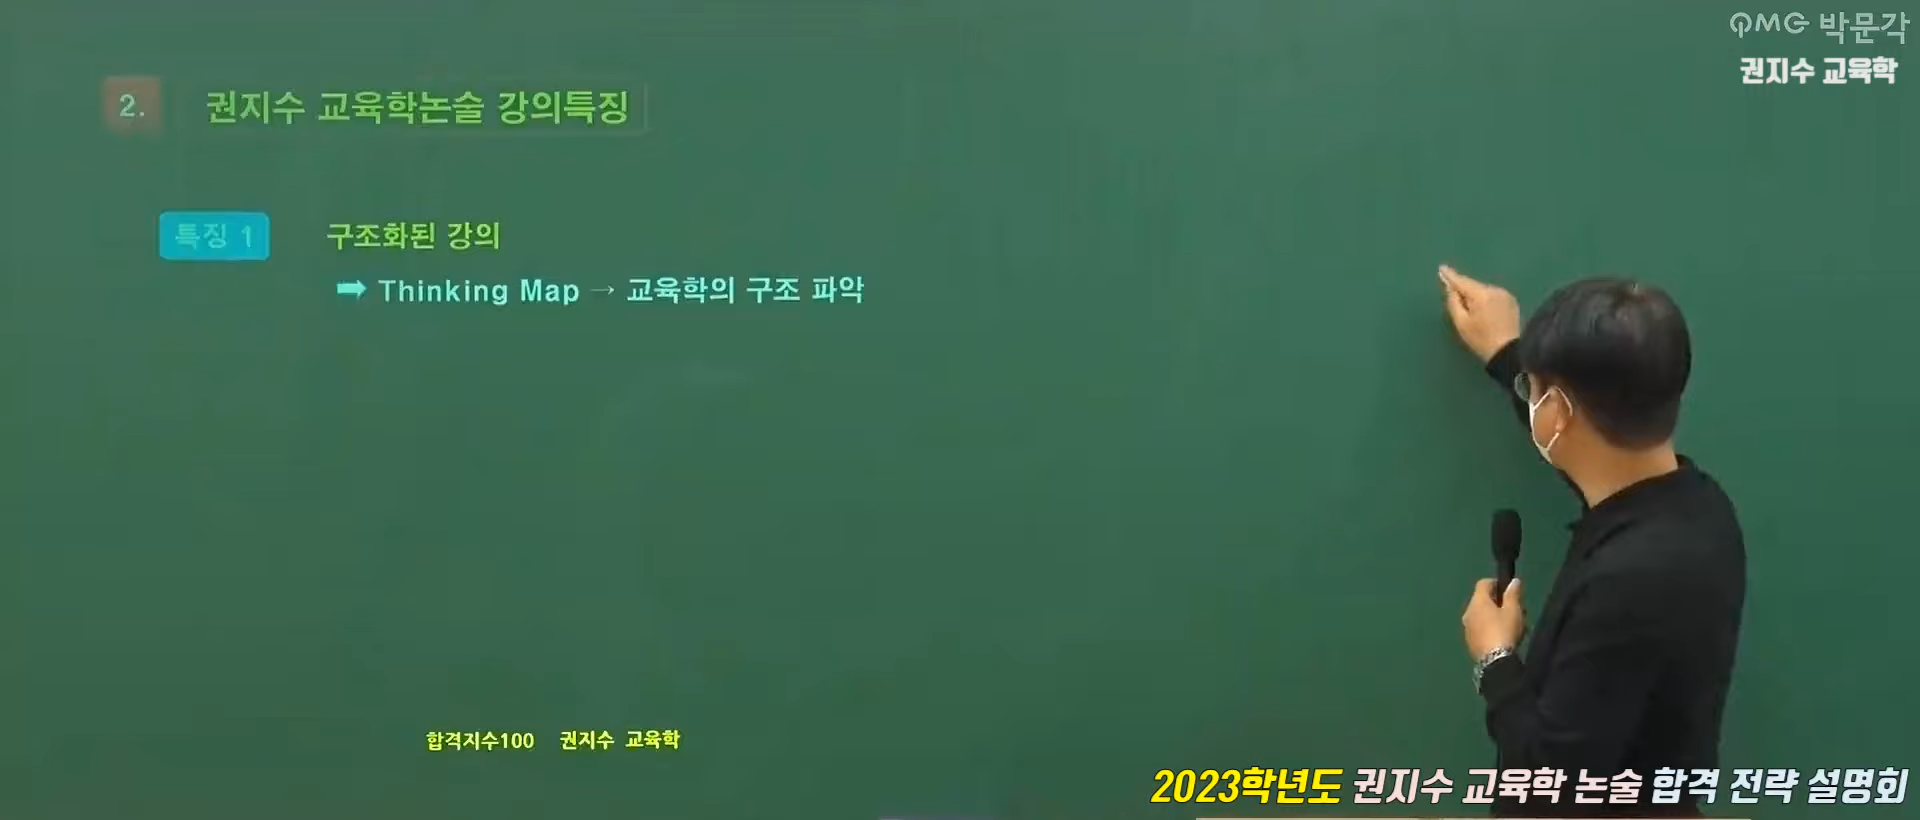 PMG 박문각
권지수 교육학
2. 권지수 교육학논술 강의특징
특징 1 구조화된 강의
➡ Thinking Map → 교육학의 구조 파악
합격지수100 권지수 교육학
2023학년도 권지수 교육학 논술 합격 전략 설명회